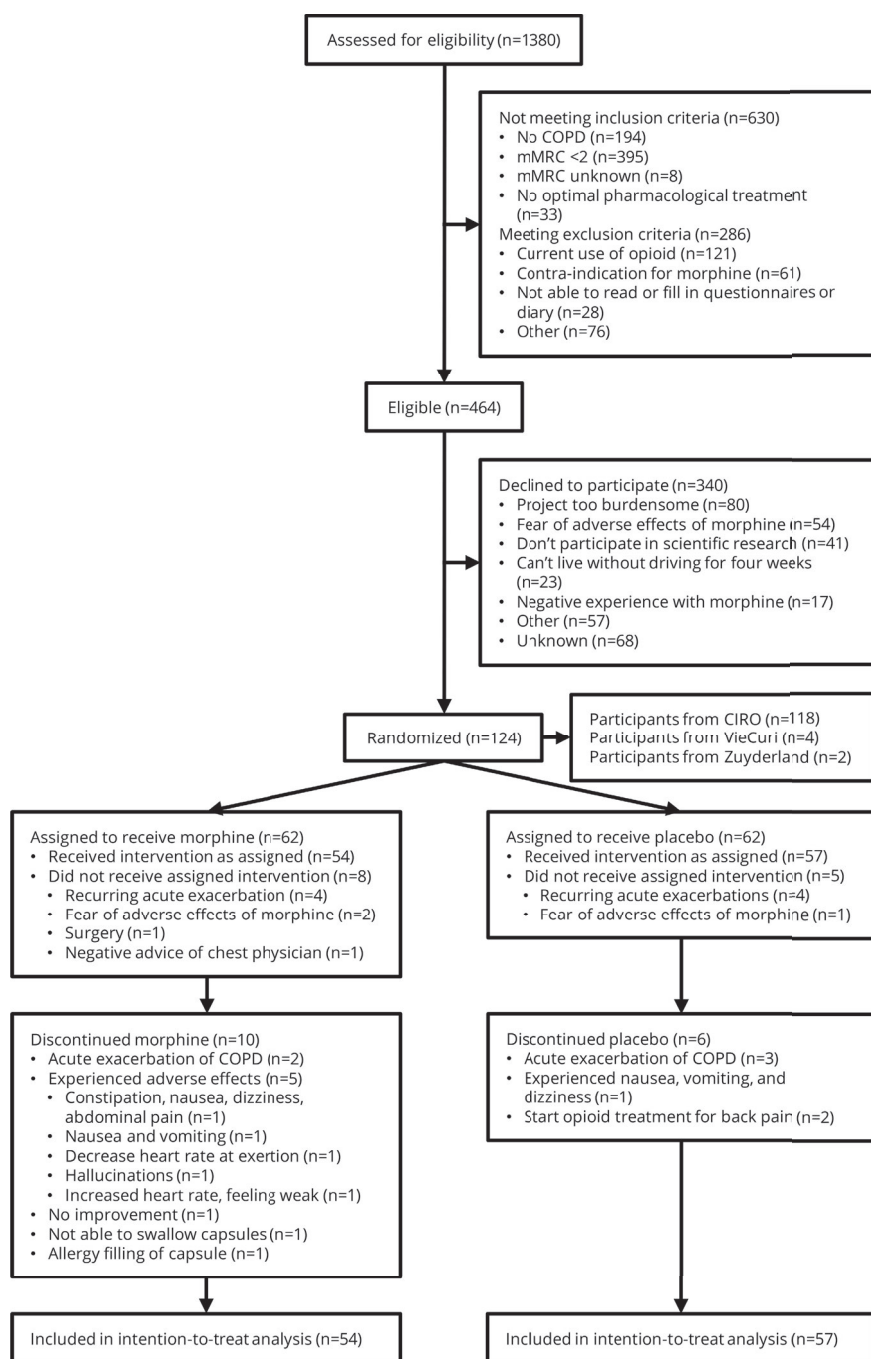 Assessed for eligibility (n=1380)
Not meeting inclusion criteria (n=630)
• No COPD (n=194)
• mMRC <2 (n=395)
• mMRC unknown (n=8)
• No optimal pharmacological treatment
(n=33)
Meeting exclusion criteria (n=286)
• Current use of opioid (n=121)
• Contra-indication for morphine (n=61)
• Not able to read or fill in questionnaires or
diary (n=28)
• Other (n=76)
Eligible (n=464)
Declined to participate (n=340)
• Project too burdensome (n=80)
• Fear of adverse effects of morphine (n=54)
• Don't participate in scientific research (n=41)
• Can't live without driving for four weeks
(n=23)
• Negative experience with morphine (n=17)
• Other (n=57)
• Unknown (n=68)
Randomized (n=124)
Participants from CIRO (n=118)
Participants from VieCuri (n=4)
Participants from Zuyderland (n=2)
Assigned to receive morphine (n=62)
• Received intervention as assigned (n=54)
• Did not receive assigned intervention (n=8)
• Recurring acute exacerbation (n=4)
• Fear of adverse effects of morphine (n=2)
• Surgery (n=1)
• Negative advice of chest physician (n=1)
Assigned to receive placebo (n=62)
• Received intervention as assigned (n=57)
• Did not receive assigned intervention (n=5)
• Recurring acute exacerbations (n=4)
• Fear of adverse effects of morphine (n=1)
Discontinued morphine (n=10)
• Acute exacerbation of COPD (n=2)
• Experienced adverse effects (n=5)
• Constipation, nausea, dizziness,
abdominal pain (n=1)
• Nausea and vomiting (n=1)
• Decrease heart rate at exertion (n=1)
• Hallucinations (n=1)
• Increased heart rate, feeling weak (n=1)
• No improvement (n=1)
• Not able to swallow capsules (n=1)
• Allergy filling of capsule (n=1)
Discontinued placebo (n=6)
• Acute exacerbation of COPD (n=3)
• Experienced nausea, vomiting, and
dizziness (n=1)
• Start opioid treatment for back pain (n=2)
Included in intention-to-treat analysis (n=54)
Included in intention-to-treat analysis (n=57)